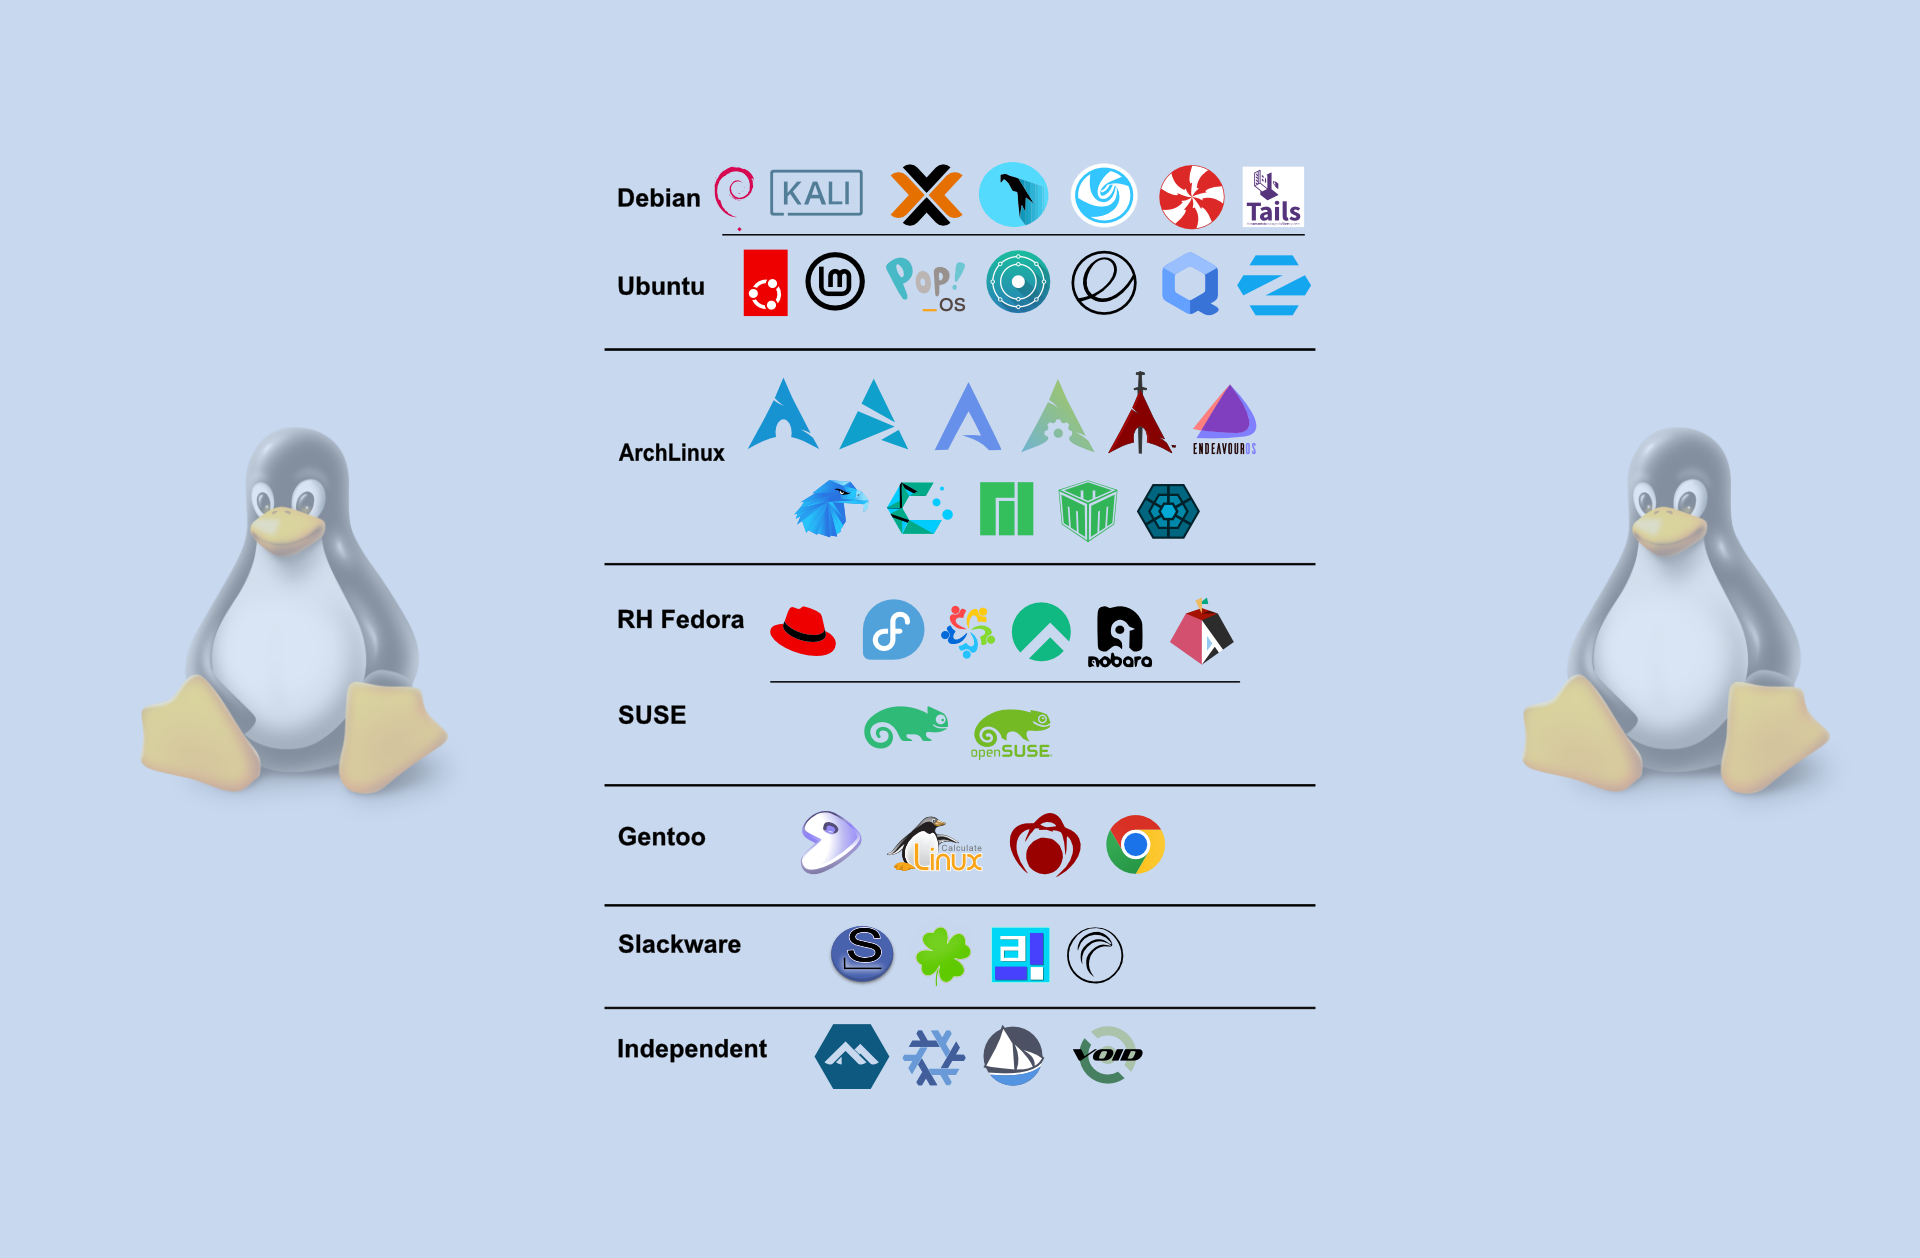 Debian
KALI
Tails
Ubuntu
lm
Pop!
_OS
ArchLinux
ENDEAVOUROS
RH Fedora
nobara
A
SUSE
openSUSE
Gentoo
Calculate
Linux
Slackware
S
a!
Independent
VOID